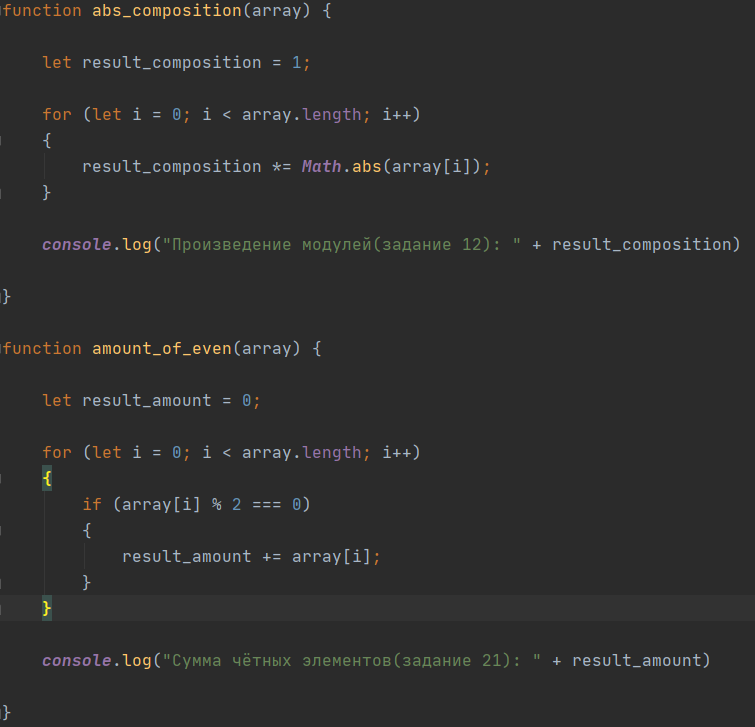 function abs_composition(array) {
let result_composition = 1;
for (let i = 0; i < array.length; i++)
{
result_composition *= Math.abs(array[i]);
}
console.log("Произведение модулей(задание 12): " + result_composition)
}
function amount_of_even(array) {
let result_amount = 0;
for (let i = 0; i < array.length; i++)
{
if (array[i] % 2 === 0)
{
result_amount += array[i];
}
}
console.log("Сумма чётных элементов(задание 21): " + result_amount)
}